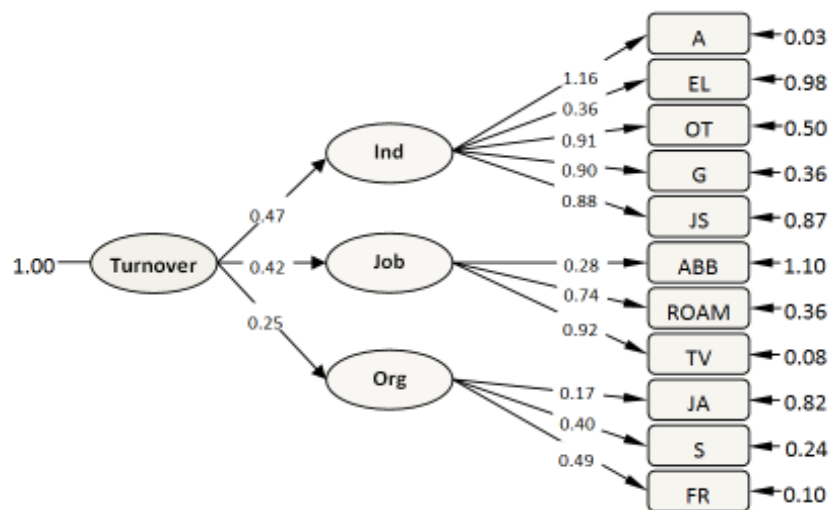 A
0.03
1.16
EL
0.98
0.36
OT
0.50
0.91
Ind
G
0.36
0.90
JS
0.87
0.88
0.47
1.00
Turnover
0.42
Job
0.28
ABB
1.10
0.74
ROAM
0.36
0.92
TV
0.08
0.25
Org
0.17
JA
0.82
0.40
S
0.24
0.49
FR
0.10